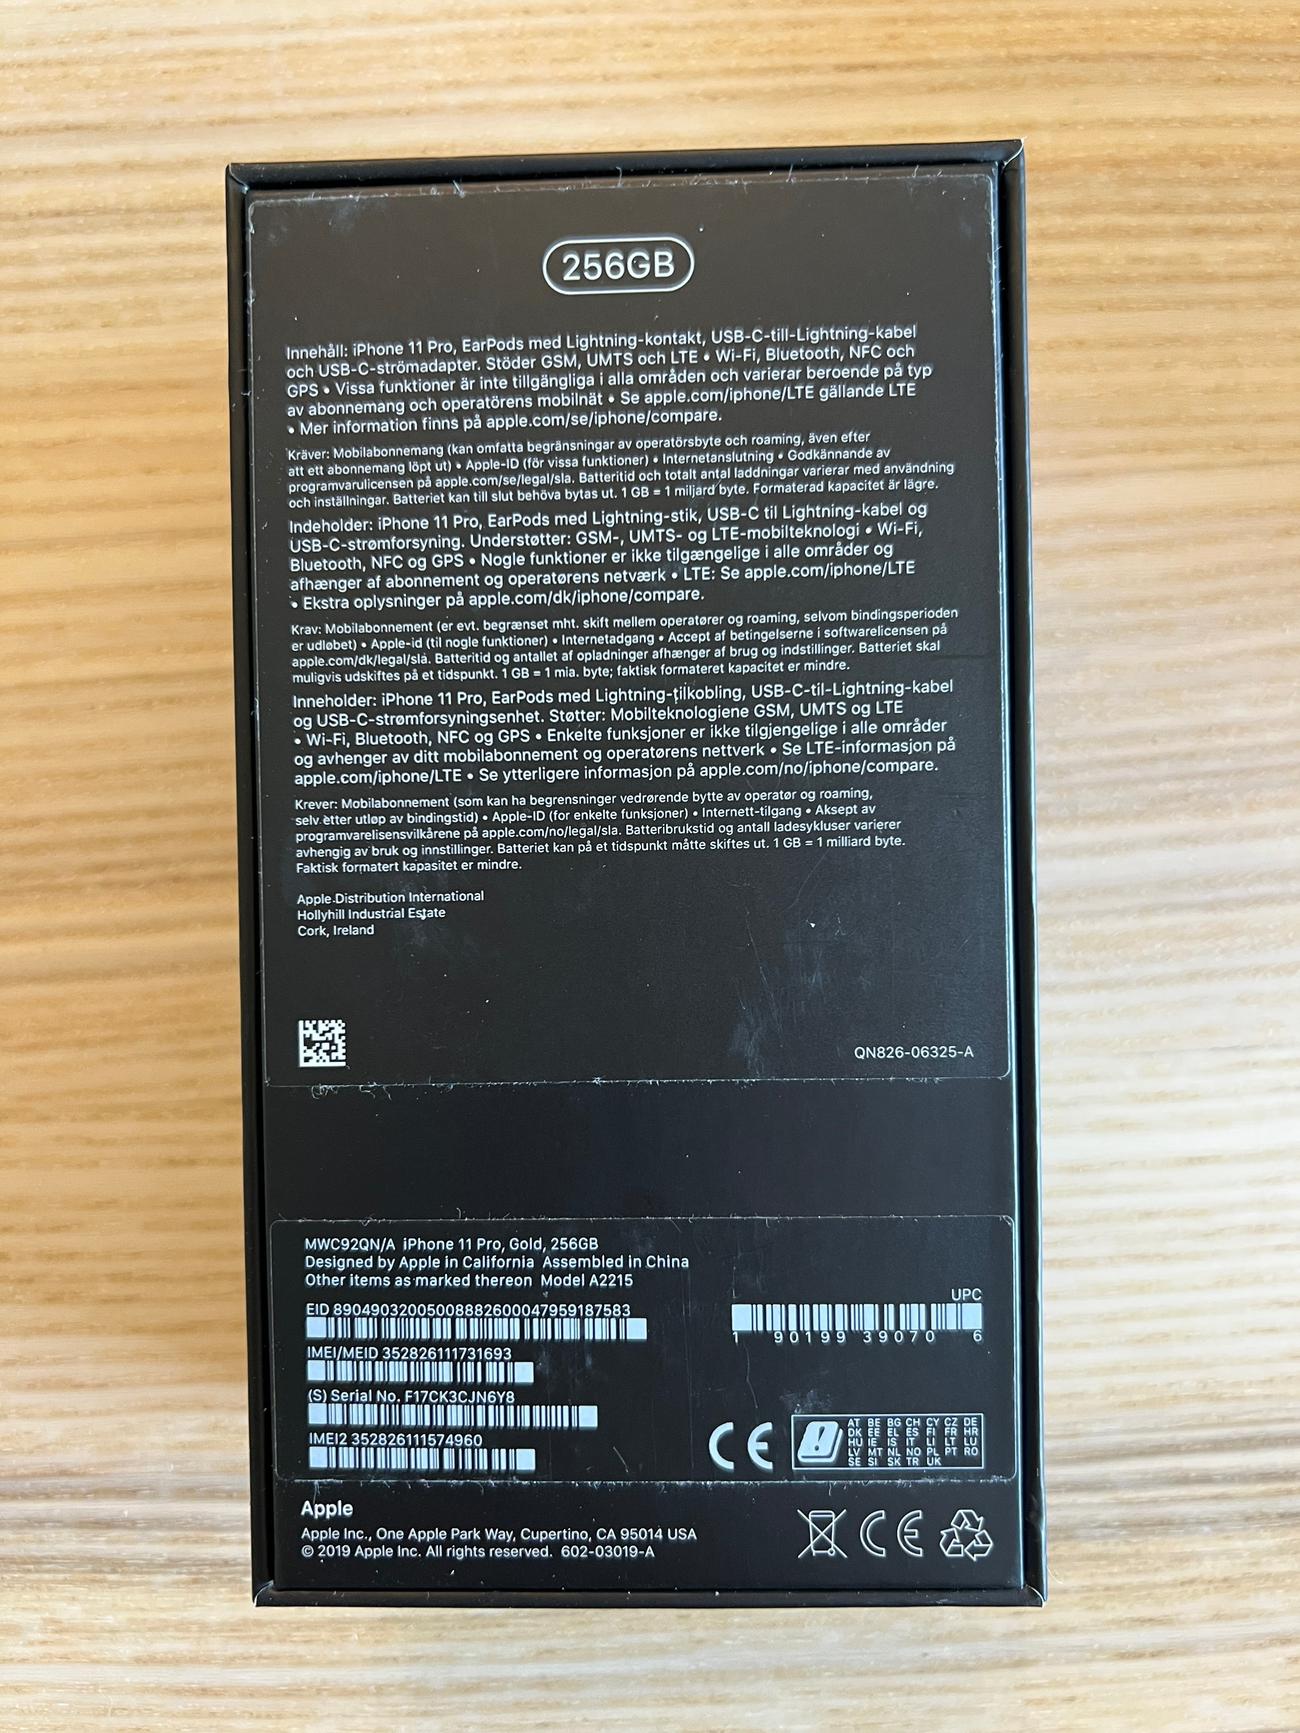 256GB
Innehåll: iPhone 11 Pro, EarPods med Lightning-kontakt, USB-C-till-Lightning-kabel
och USB-C-strömadapter. Stöder GSM, UMTS och LTE • Wi-Fi, Bluetooth, NFC och
GPS • Vissa funktioner är inte tillgängliga i alla områden och varierar beroende på typ
av abonnemang och operatörens mobilnät • Se apple.com/iphone/LTE gällande LTE
• Mer information finns på apple.com/se/iphone/compare.
Kräver: Mobilabonnemang (kan omfatta begränsningar av operatörsbyte och roaming, även efter
att ett abonnemang löpt ut) • Apple-ID (för vissa funktioner) • Internetanslutning • Godkännande av
programvarulicensen på apple.com/se/legal/sla. Batteritid och totalt antal laddningar varierar med användning
och inställningar. Batteriet kan till slut behöva bytas ut. 1 GB = 1 miljard byte. Formaterad kapacitet är lägre.
Indeholder: iPhone 11 Pro, EarPods med Lightning-stik, USB-C til Lightning-kabel og
USB-C-strømforsyning. Understøtter: GSM-, UMTS- og LTE-mobilteknologi • Wi-Fi,
Bluetooth, NFC og GPS • Nogle funktioner er ikke tilgængelige i alle områder og
afhænger af abonnement og operatørens netværk • LTE: Se apple.com/iphone/LTE
• Ekstra oplysninger på apple.com/dk/iphone/compare.
Krav: Mobilabonnement (er evt. begrænset mht. skift mellem operatører og roaming, selvom bindingsperioden
er udløbet) • Apple-id (til nogle funktioner) • Internetadgang • Accept af betingelserne i softwarelicensen på
apple.com/dk/legal/sla. Batteritid og antallet af opladninger afhænger af brug og indstillinger. Batteriet skal
muligvis udskiftes på et tidspunkt. 1 GB = 1 mia. byte; faktisk formateret kapacitet er mindre.
Inneholder: iPhone 11 Pro, EarPods med Lightning-tilkobling, USB-C-til-Lightning-kabel
og USB-C-strømforsyningsenhet. Støtter: Mobilteknologiene GSM, UMTS og LTE
• Wi-Fi, Bluetooth, NFC og GPS • Enkelte funksjoner er ikke tilgjengelige i alle områder
og avhenger av ditt mobilabonnement og operatørens nettverk • Se LTE-informasjon på
apple.com/iphone/LTE • Se ytterligere informasjon på apple.com/no/iphone/compare.
Krever: Mobilabonnement (som kan ha begrensninger vedrørende bytte av operatør og roaming,
selv etter utløp av bindingstid) • Apple-ID (for enkelte funksjoner) • Internett-tilgang • Aksept av
programvarelisensvilkårene på apple.com/no/legal/sla. Batteribrukstid og antall ladesykluser varierer
avhengig av bruk og innstillinger. Batteriet kan på et tidspunkt måtte skiftes ut. 1 GB = 1 milliard byte.
Faktisk formatert kapasitet er mindre.
Apple Distribution International
Hollyhill Industrial Estate
Cork, Ireland
QN826-06325-A
MWC92QN/A iPhone 11 Pro, Gold, 256GB
Designed by Apple in California Assembled in China
Other items as marked thereon Model A2215
EID 89049032005008882600047959187583
UPC
1 90199 39070 6
IMEI/MEID 352826111731693
(S) Serial No. F17CK3CJN6Y8
IMEI2 352826111574960
CE
AT BE BG CH CY CZ DE
DK EE EL ES FI FR HR
HU IE IS IT LI LT LU
LV MT NL NO PL PT RO
SE SI SK TR UK
Apple
Apple Inc., One Apple Park Way, Cupertino, CA 95014 USA
© 2019 Apple Inc. All rights reserved. 602-03019-A
CE